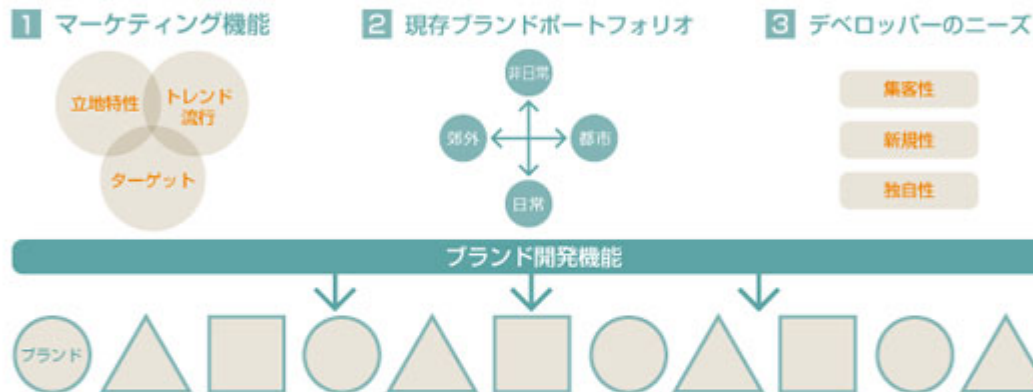 1 マーケティング機能
2 現存ブランドポートフォリオ
3 デベロッパーのニーズ
立地特性
トレンド
流行
ターゲット
非日常
郊外
都市
日常
集客性
新規性
独自性
ブランド開発機能
ブランド